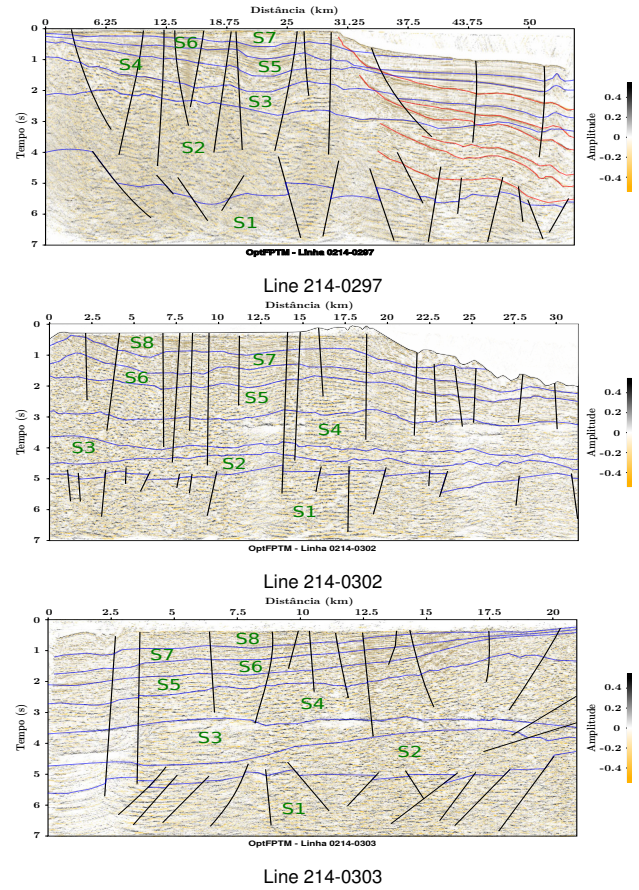 Distância (km)
0 6.25 12.5 18.75 25 31.25 37.5 43.75 50
Tempo (s)
0
1
2
3
4
5
6
7
S6 S7
S4 S5
S3
S2
S1
Amplitude
0.4
0.2
0
-0.2
-0.4
OptFPTM - Linha 0214-0297
Line 214-0297
Distância (km)
0 2.5 5 7.5 10 12.5 15 17.5 20 22.5 25 27.5 30
Tempo (s)
0
1
2
3
4
5
6
7
S8
S7
S6
S5
S4
S3
S2
S1
Amplitude
0.4
0.2
0
-0.2
-0.4
OptFPTM - Linha 0214-0302
Line 214-0302
Distância (km)
0 2.5 5 7.5 10 12.5 15 17.5 20
Tempo (s)
0
1
2
3
4
5
6
7
S8
S7
S6
S5
S4
S3
S2
S1
Amplitude
0.4
0.2
0
-0.2
-0.4
OptFPTM - Linha 0214-0303
Line 214-0303